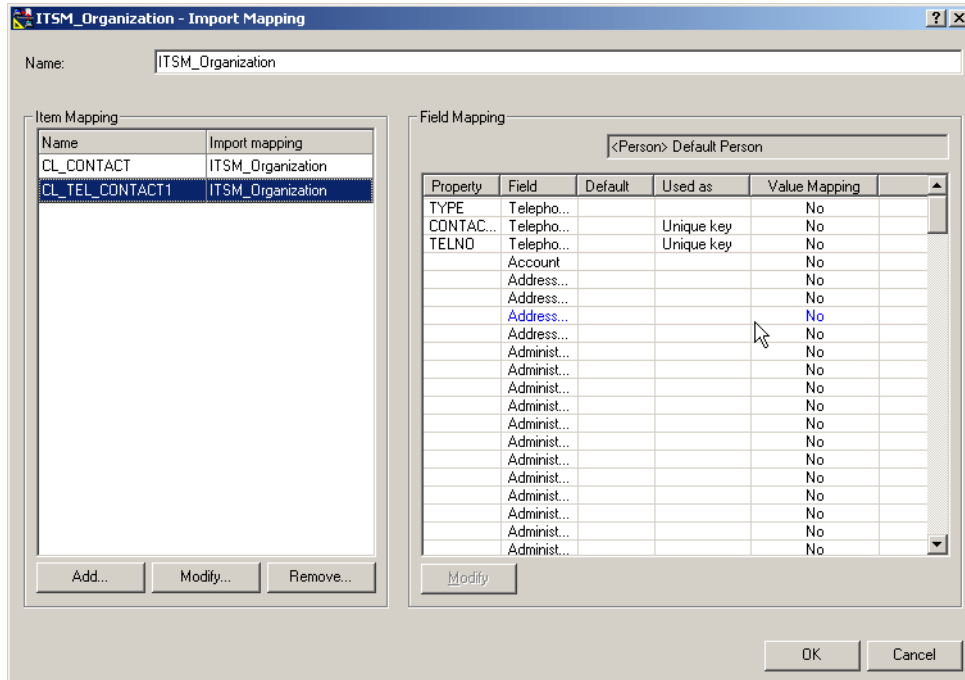 ITSM_Organization - Import Mapping
Name: ITSM_Organization
Item Mapping
Name Import mapping
CL_CONTACT ITSM_Organization
CL_TEL_CONTACT1 ITSM_Organization
Add... Modify... Remove...
Field Mapping
<Person> Default Person
Property Field Default Used as Value Mapping
TYPE Telepho... No
CONTAC... Telepho... Unique key No
TELNO Telepho... Unique key No
Account No
Address... No
Address... No
Address... No
Address... No
Administ... No
Administ... No
Administ... No
Administ... No
Administ... No
Administ... No
Administ... No
Administ... No
Administ... No
Administ... No
Administ... No
Administ... No
Modify
OK Cancel